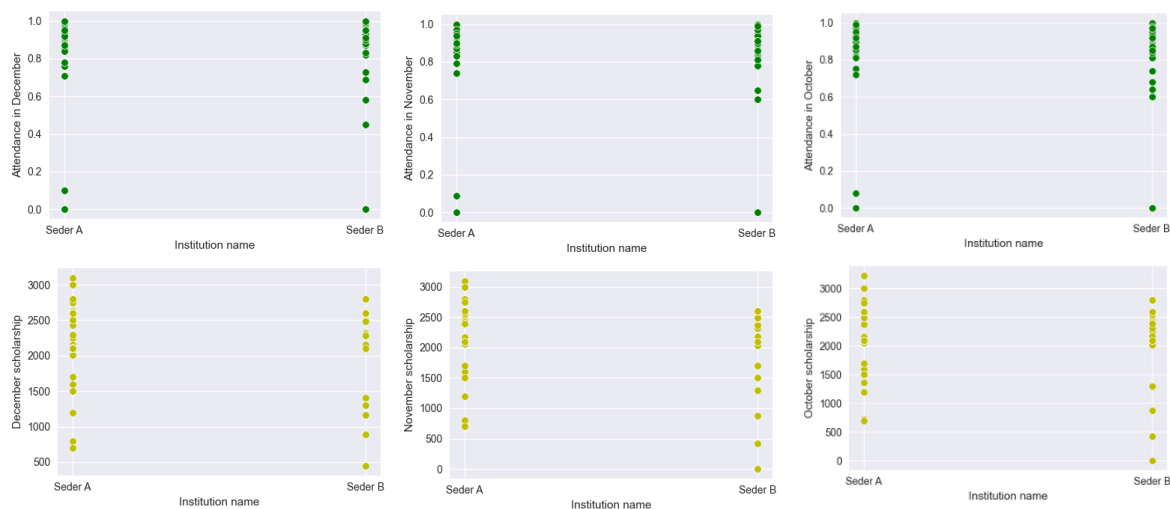 Attendance in December
1.0
0.8
0.6
0.4
0.2
0.0
Seder A
Seder B
Institution name
Attendance in November
1.0
0.8
0.6
0.4
0.2
0.0
Seder A
Seder B
Institution name
Attendance in October
1.0
0.8
0.6
0.4
0.2
0.0
Seder A
Seder B
Institution name
December scholarship
3000
2500
2000
1500
1000
500
Seder A
Seder B
Institution name
November scholarship
3000
2500
2000
1500
1000
500
0
Seder A
Seder B
Institution name
October scholarship
3000
2500
2000
1500
1000
500
0
Seder A
Seder B
Institution name